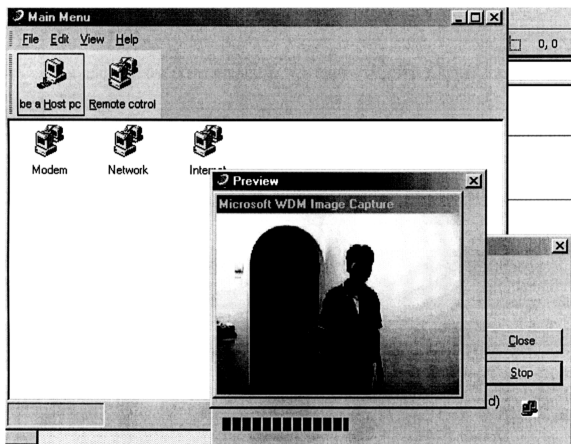 Main Menu
File Edit View Help
0, 0
be a Host pc Remote cotrol
Modem Network Internet
Preview
Microsoft WDM Image Capture
Close
Stop
d)